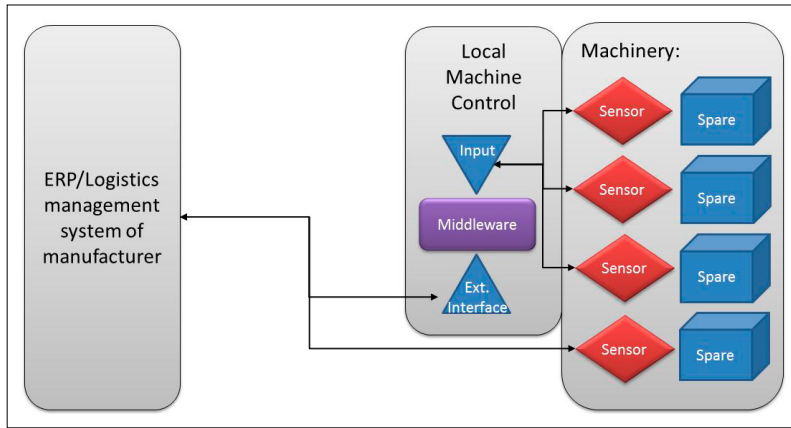 ERP/Logistics
management
system of
manufacturer
Local
Machine
Control
Input
Middleware
Ext.
Interface
Machinery:
Sensor
Spare
Sensor
Spare
Sensor
Spare
Sensor
Spare